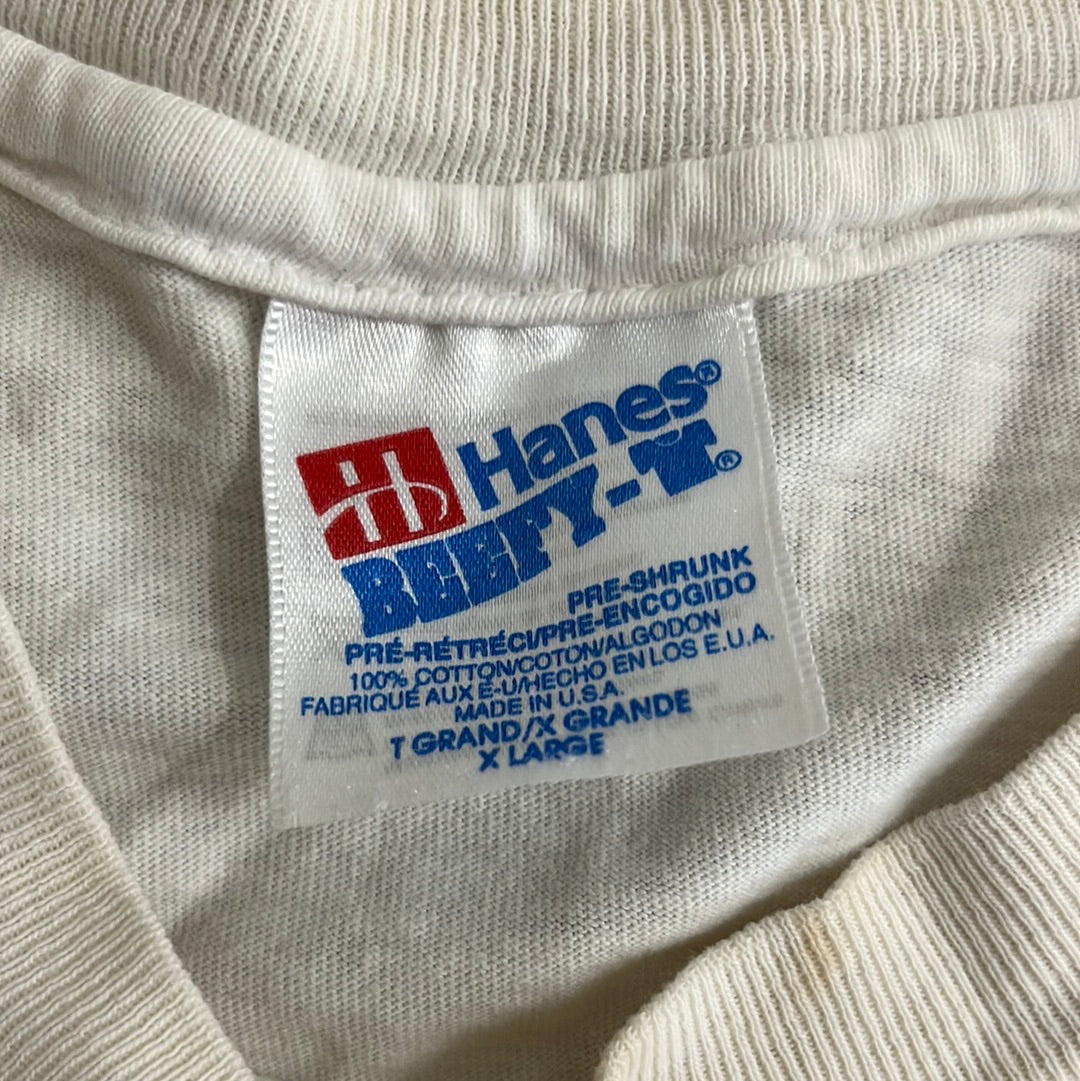 Hanes®
BEEFY-T.®
PRE-SHRUNK
PRÉ-RÉTRÉCI/PRE-ENCOGIDO
100% COTTON/COTON/ALGODON
FABRIQUÉ AUX É-U/HECHO EN LOS E.U.A.
MADE IN U.S.A.
T GRAND/X GRANDE
X LARGE